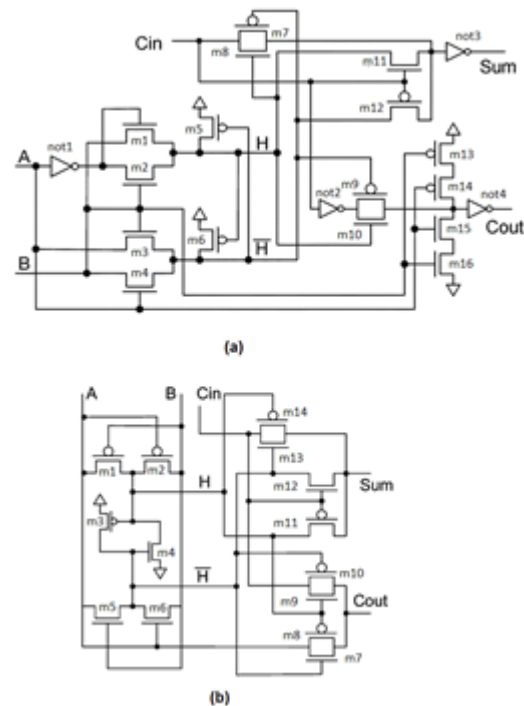 m7
Cin
not3
m8
m11
Sum
m12
m5
A
not1
m1
H
m13
m2
m9
m14
not2
not4
m6
m10
m15
Cout
m3
H
B
m4
m16
(a)
A
B
Cin
m14
m1
m2
m13
H
m12
Sum
m3
m11
m4
H
m10
m5
m6
m9
Cout
m8
m7
(b)